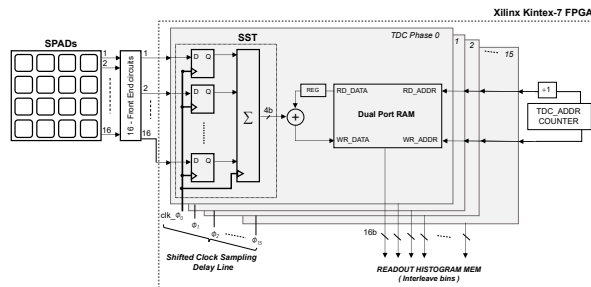 Xilinx Kintex-7 FPGA
SPADs
1
2
16
16 - Front End circuits
1
2
16
SST
D Q
D Q
D Q
Σ
4b
+
TDC Phase 0
1
2
15
REG
RD_DATA
RD_ADDR
Dual Port RAM
WR_DATA
WR_ADDR
TDC_ADDR
COUNTER
clk_ϕ0
ϕ1
ϕ2
ϕ15
Shifted Clock Sampling
Delay Line
16b
READOUT HISTOGRAM MEM
( Interleave bins )